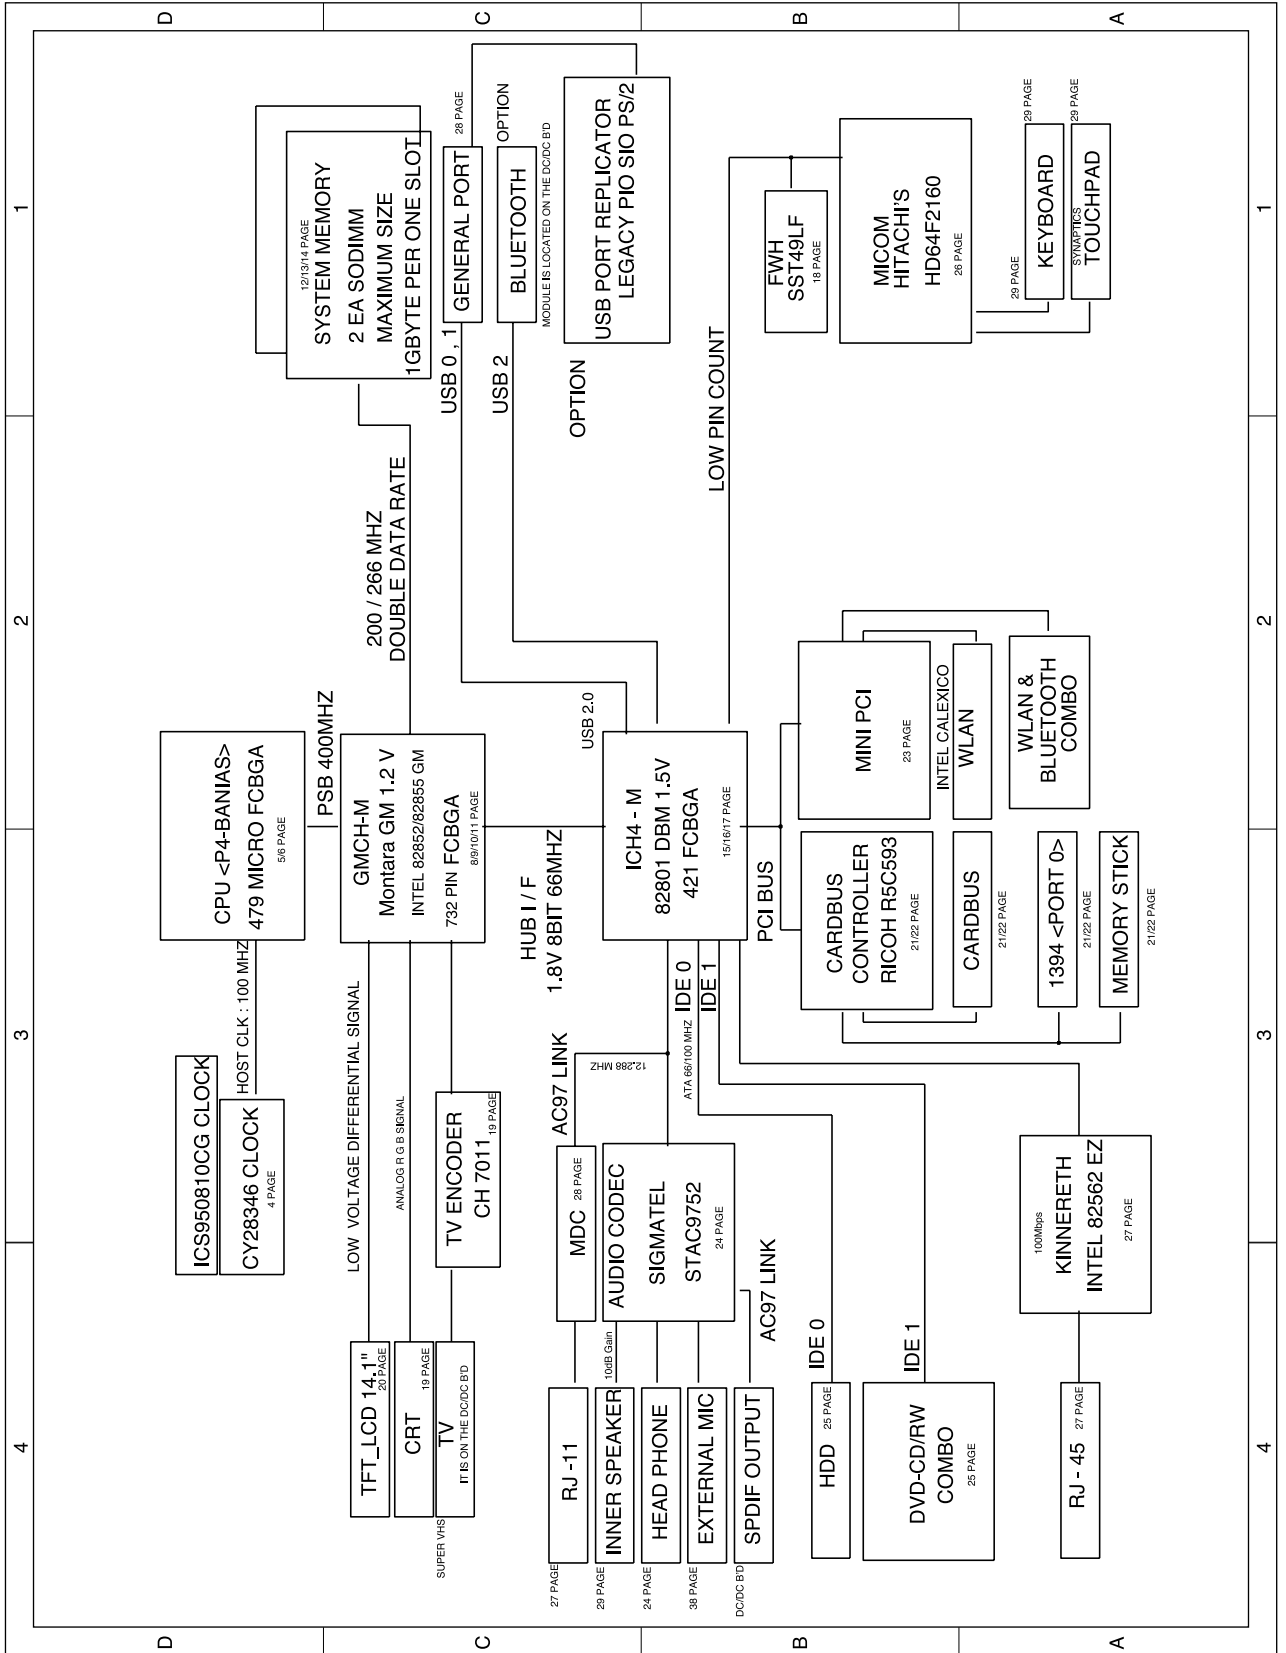 4
3
2
1
D
C
B
A
ICS950810CG CLOCK
CY28346 CLOCK
4 PAGE
HOST CLK : 100 MHZ
CPU <P4-BANIAS>
479 MICRO FCBGA
5/6 PAGE
PSB 400MHZ
12/13/14 PAGE
SYSTEM MEMORY
2 EA SODIMM
MAXIMUM SIZE
1GBYTE PER ONE SLOT
200 / 266 MHZ
DOUBLE DATA RATE
GMCH-M
Montara GM 1.2 V
INTEL 82852/82855 GM
732 PIN FCBGA
8/9/10/11 PAGE
LOW VOLTAGE DIFFERENTIAL SIGNAL
ANALOG R G B SIGNAL
TFT_LCD 14.1"
20 PAGE
CRT
19 PAGE
TV
IT IS ON THE DC/DC B'D
SUPER VHS
TV ENCODER
CH 7011
19 PAGE
HUB I / F
1.8V 8BIT 66MHZ
USB 0 , 1
GENERAL PORT
28 PAGE
USB 2
BLUETOOTH
OPTION
MODULE IS LOCATED ON THE DC/DC B'D
OPTION
USB PORT REPLICATOR
LEGACY PIO SIO PS/2
USB 2.0
ICH4 - M
82801 DBM 1.5V
421 FCBGA
15/16/17 PAGE
AC97 LINK
12.288 MHZ
MDC
28 PAGE
RJ -11
27 PAGE
AUDIO CODEC
SIGMATEL
STAC9752
24 PAGE
10dB Gain
INNER SPEAKER
29 PAGE
HEAD PHONE
24 PAGE
EXTERNAL MIC
38 PAGE
SPDIF OUTPUT
DC/DC B'D
AC97 LINK
IDE 0
ATA 66/100 MHZ
IDE 1
PCI BUS
LOW PIN COUNT
FWH
SST49LF
18 PAGE
MICOM
HITACHI'S
HD64F2160
26 PAGE
29 PAGE
KEYBOARD
29 PAGE
SYNAPTICS
TOUCHPAD
29 PAGE
MINI PCI
23 PAGE
INTEL CALEXICO
WLAN
WLAN &
BLUETOOTH
COMBO
CARDBUS
CONTROLLER
RICOH R5C593
21/22 PAGE
CARDBUS
21/22 PAGE
1394 <PORT 0>
21/22 PAGE
MEMORY STICK
21/22 PAGE
IDE 0
HDD
25 PAGE
IDE 1
DVD-CD/RW
COMBO
25 PAGE
100Mbps
KINNERETH
INTEL 82562 EZ
27 PAGE
RJ - 45
27 PAGE
D
C
B
A
4
3
2
1